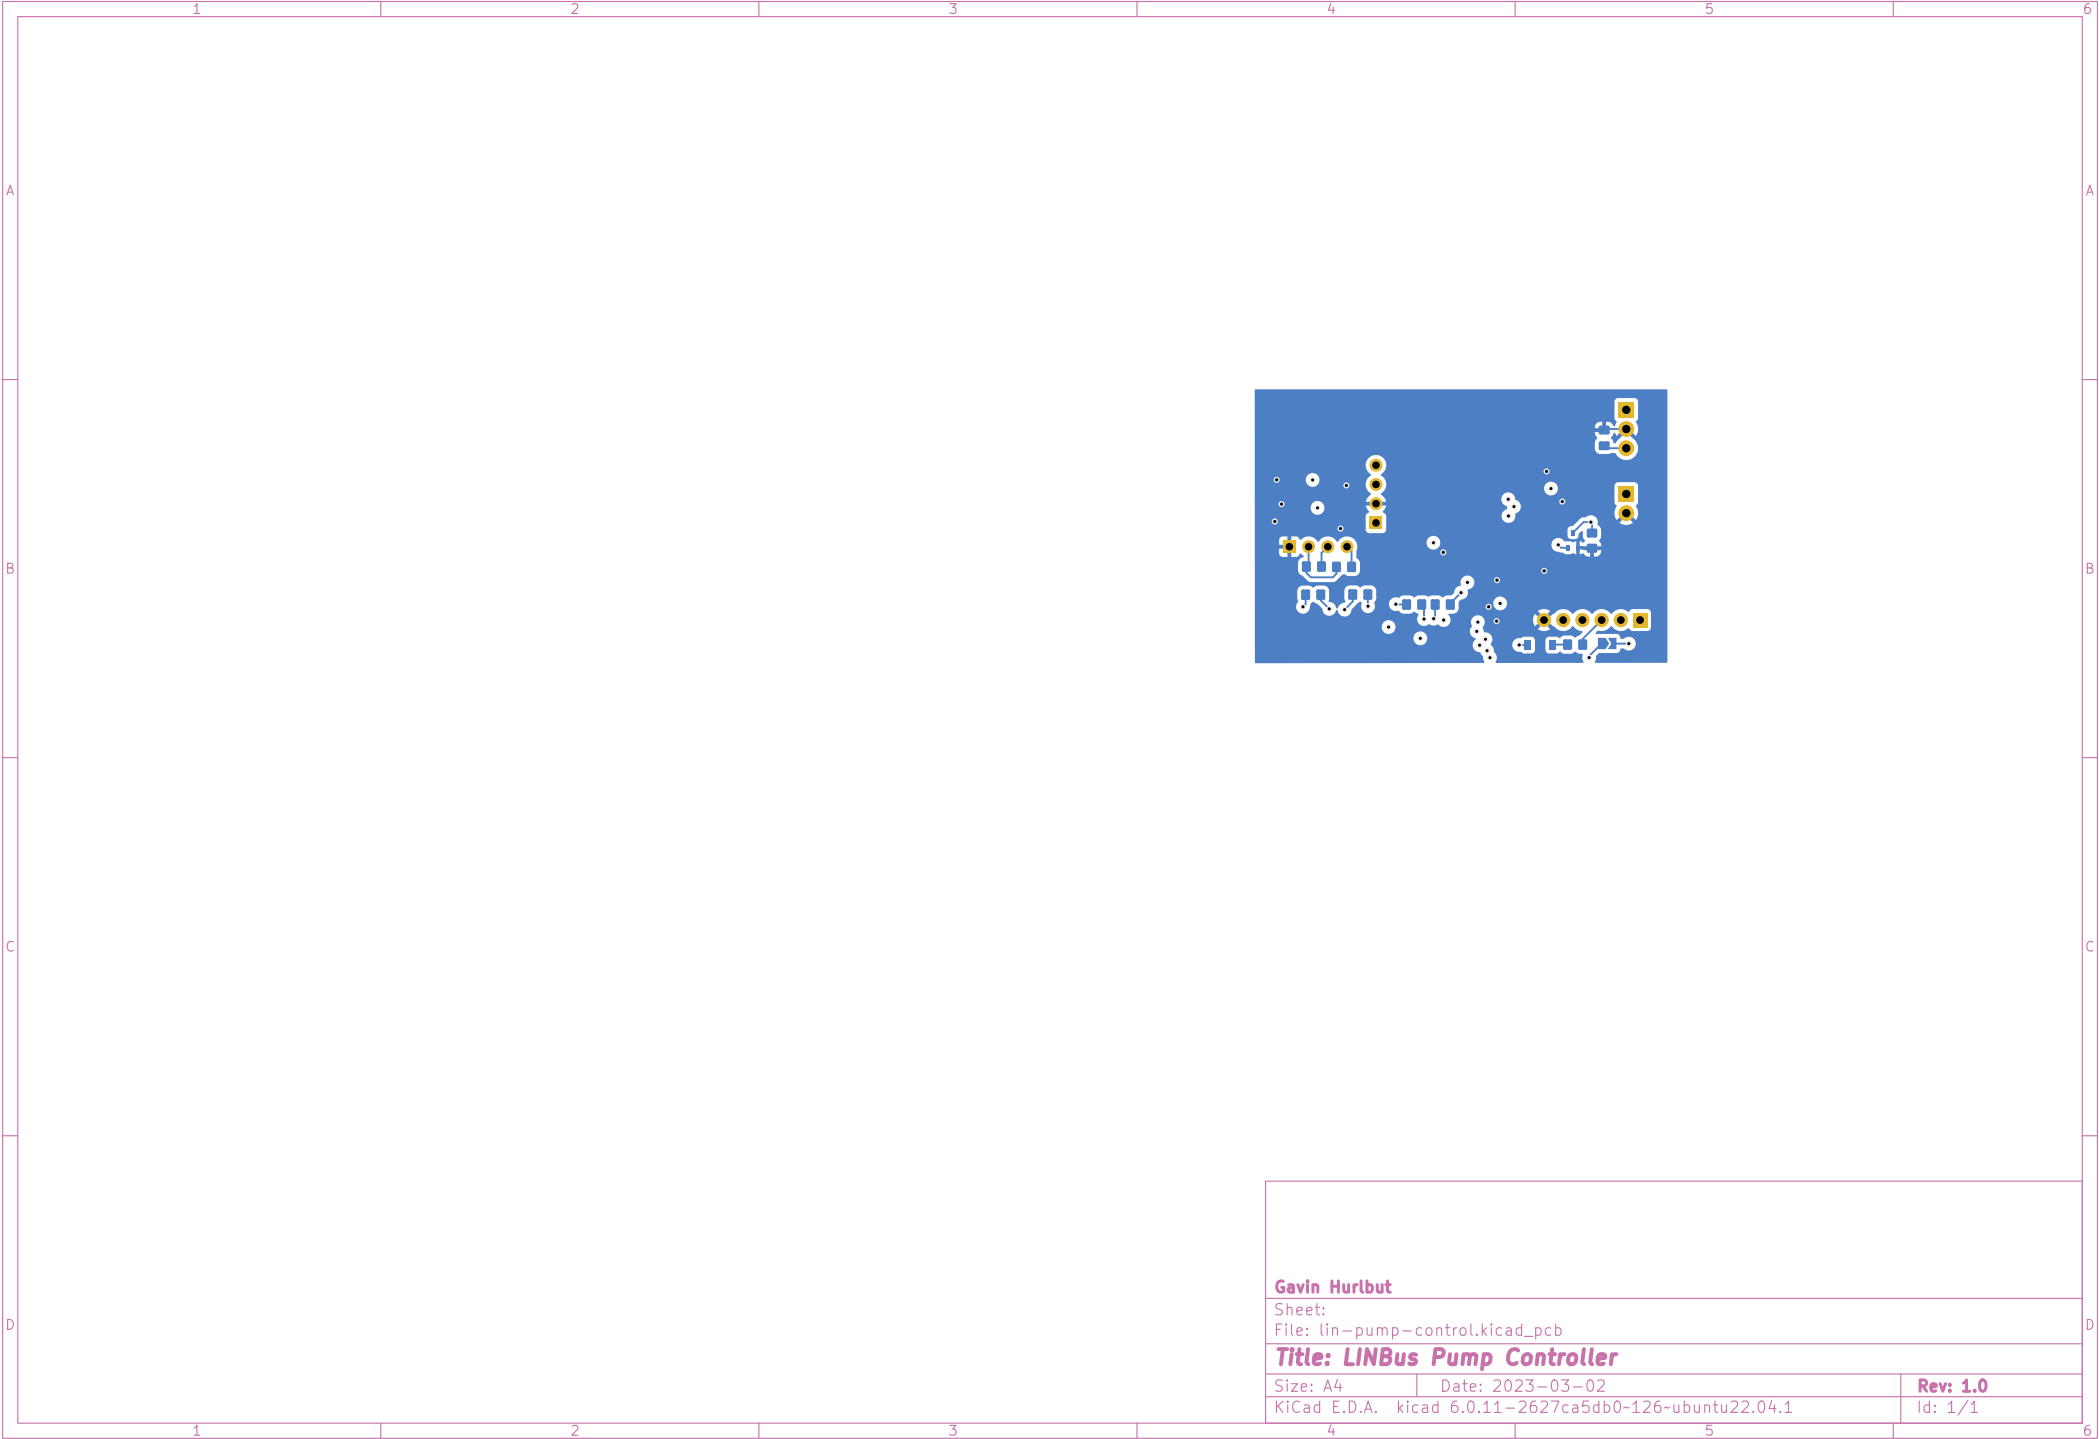 1 2 3 4 5 6
A A
B B
C C
Gavin Hurlbut
Sheet:
File: lin-pump-control.kicad_pcb
D D
Title: LINBus Pump Controller
Size: A4 Date: 2023-03-02 Rev: 1.0
KiCad E.D.A. kicad 6.0.11-2627ca5db0~126~ubuntu22.04.1 Id: 1/1
1 2 3 4 5 6